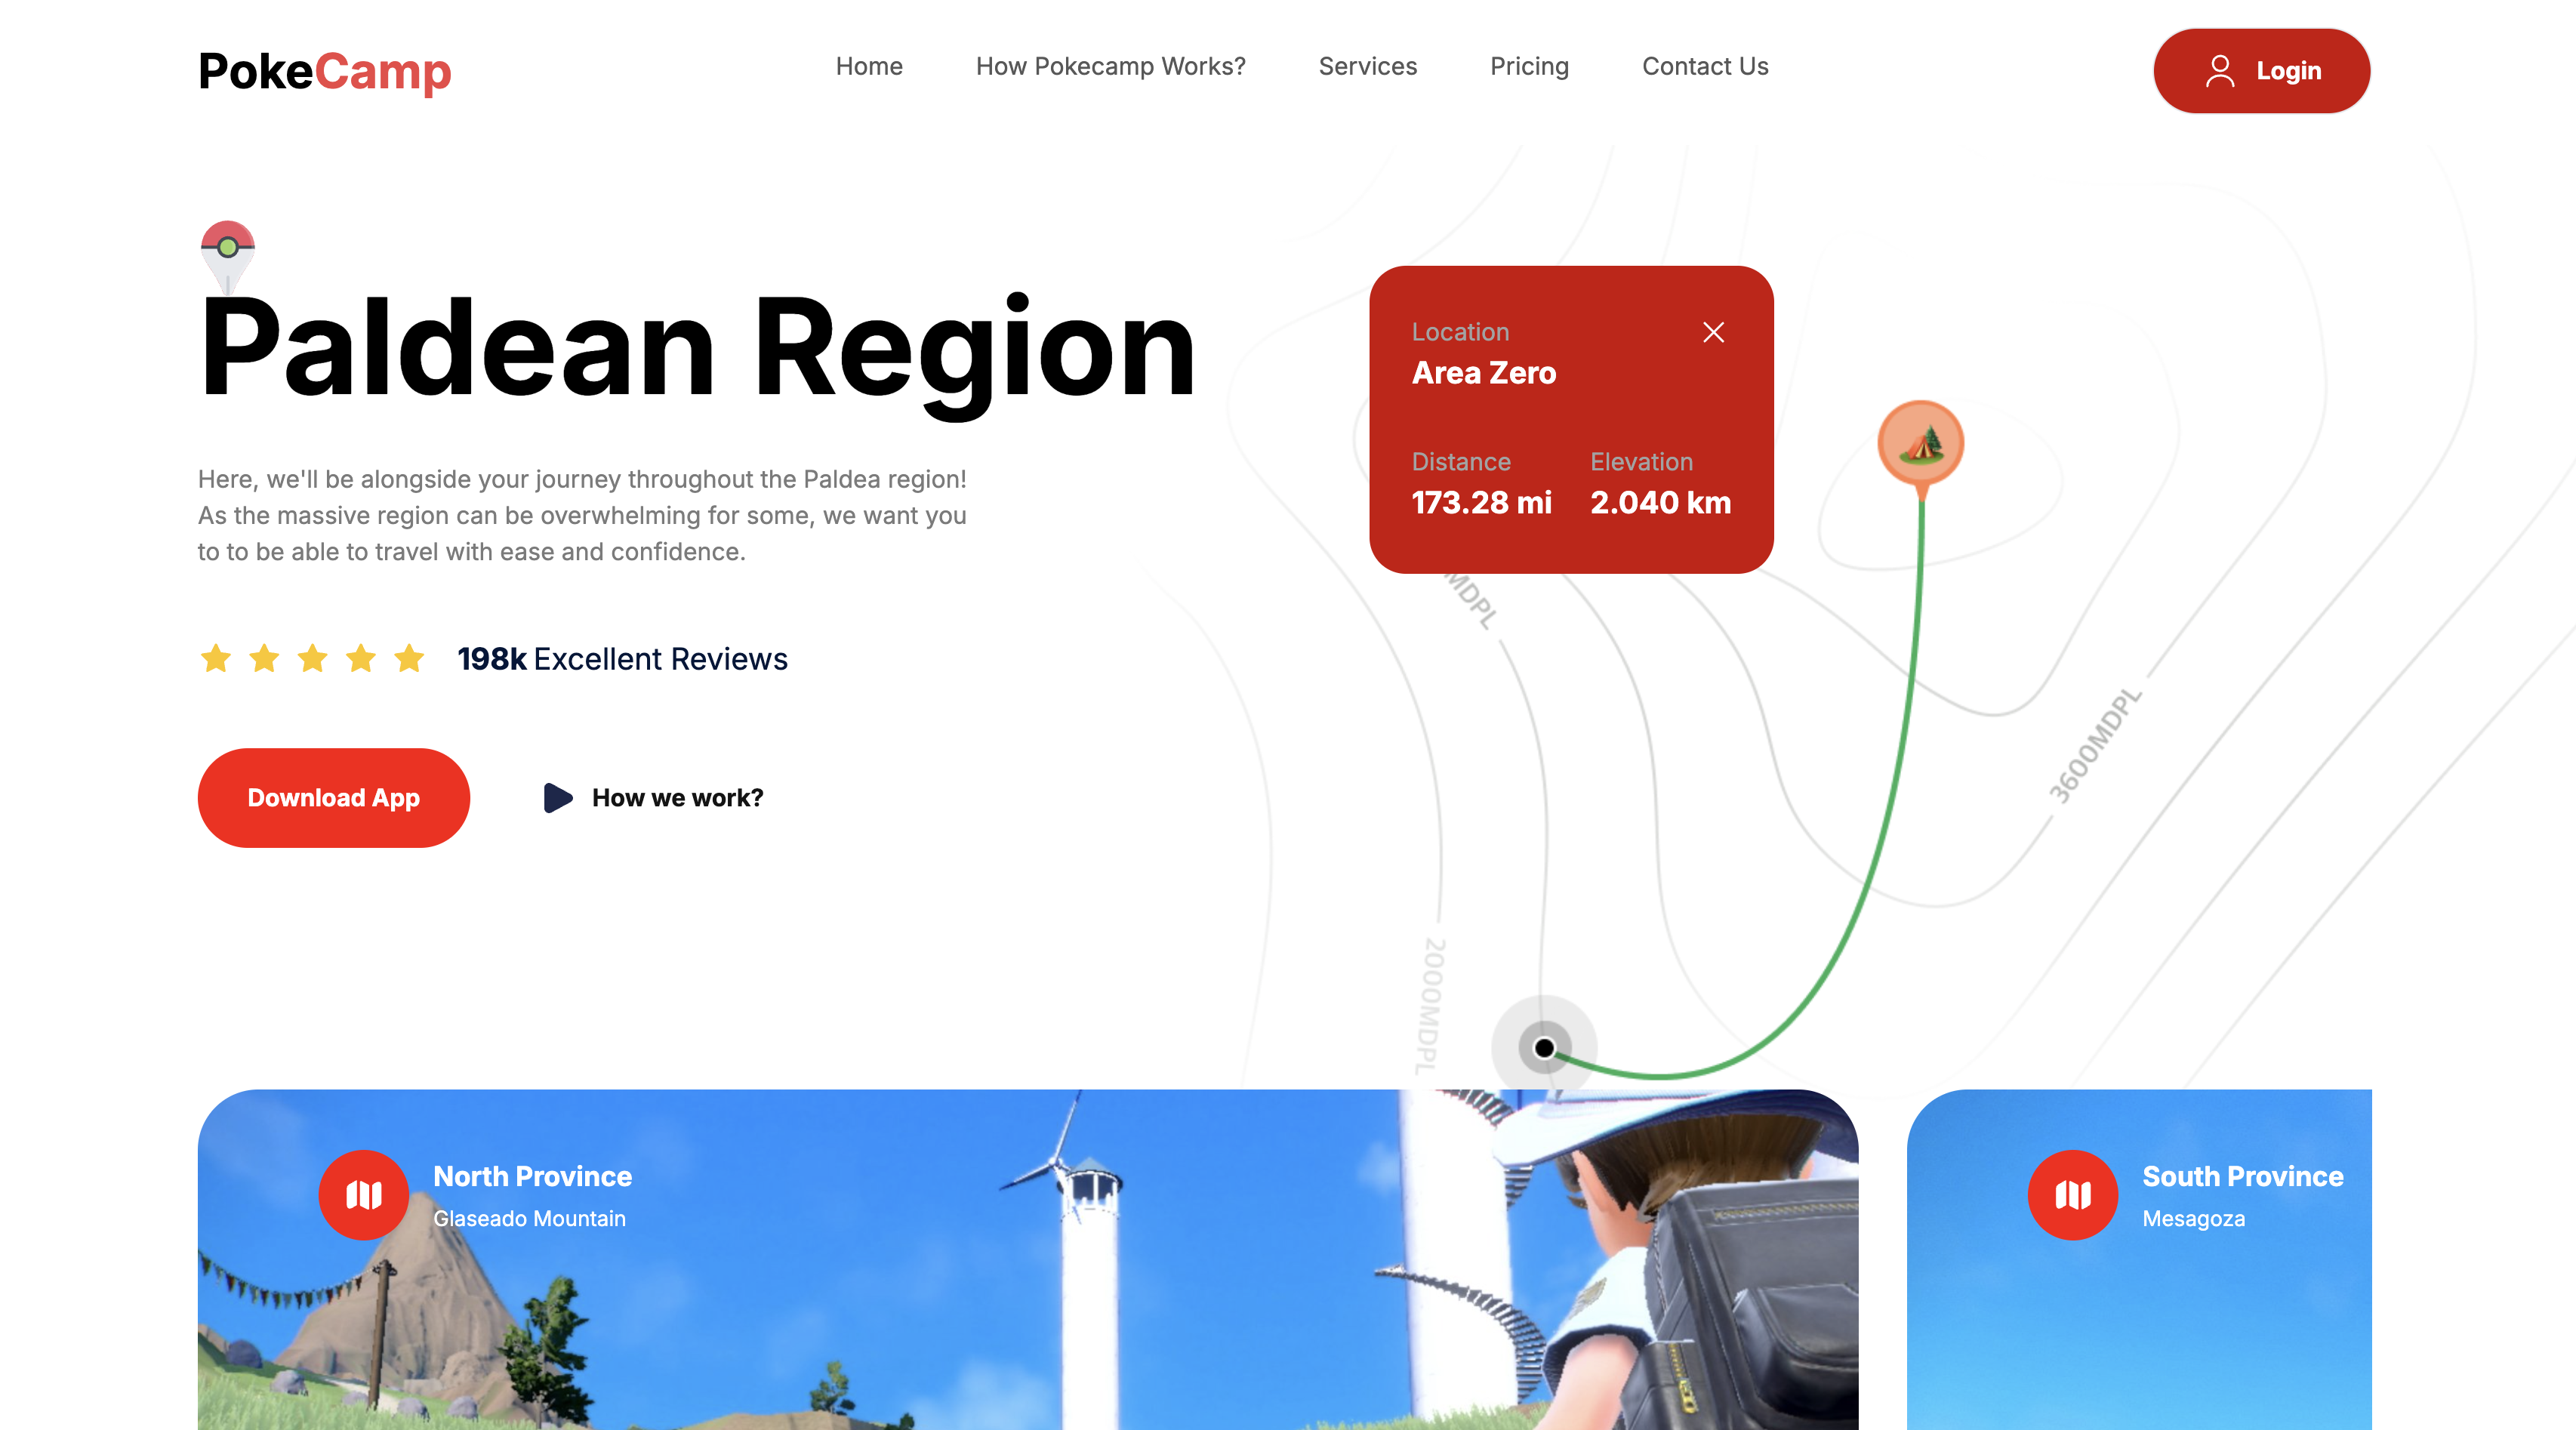 PokeCamp
Home
How Pokecamp Works?
Services
Pricing
Contact Us
Login
Paldean Region
Here, we'll be alongside your journey throughout the Paldea region!
As the massive region can be overwhelming for some, we want you
to to be able to travel with ease and confidence.
198k Excellent Reviews
Download App
How we work?
Location
Area Zero
Distance
Elevation
173.28 mi
2.040 km
MDPL
3600MDPL
2000MDPL
North Province
Glaseado Mountain
South Province
Mesagoza